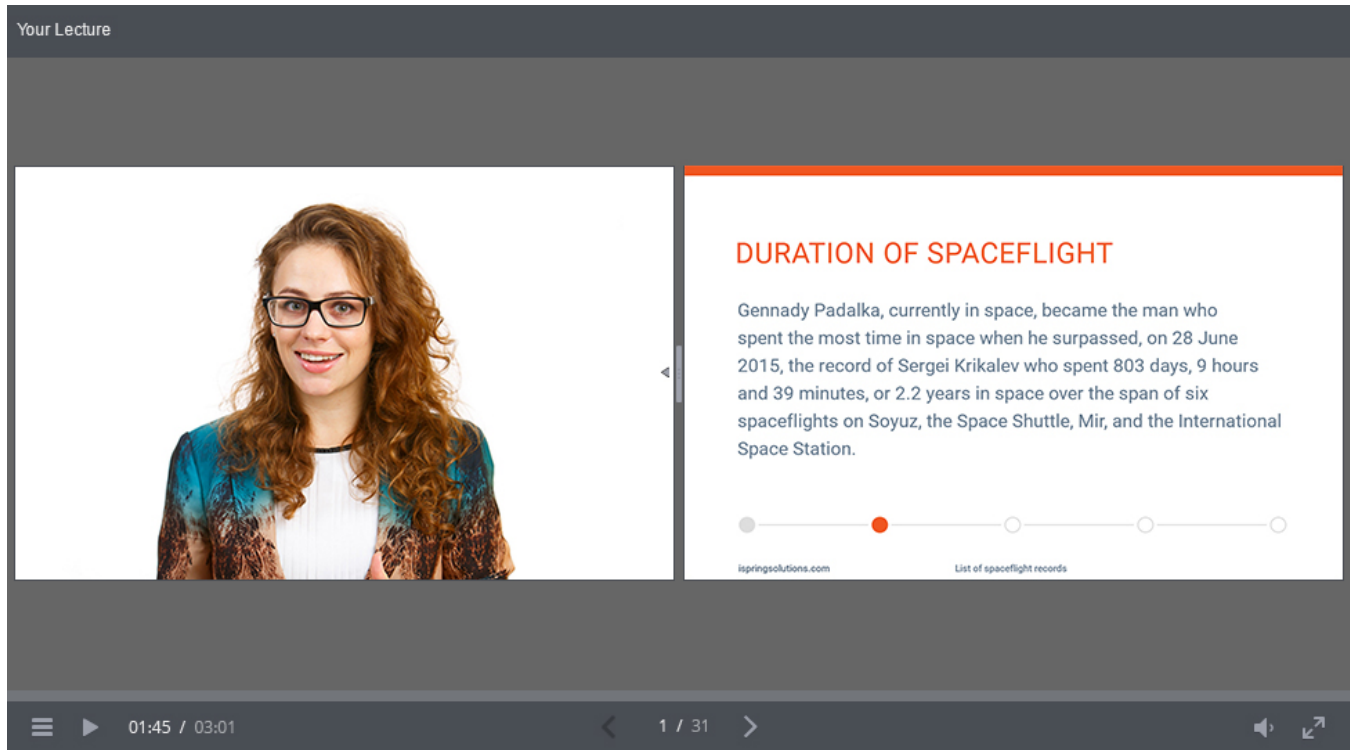 Your Lecture
DURATION OF SPACEFLIGHT
Gennady Padalka, currently in space, became the man who
spent the most time in space when he surpassed, on 28 June
2015, the record of Sergei Krikalev who spent 803 days, 9 hours
and 39 minutes, or 2.2 years in space over the span of six
spaceflights on Soyuz, the Space Shuttle, Mir, and the International
Space Station.
ispringsolutions.com List of spaceflight records
01:45 / 03:01 1 / 31